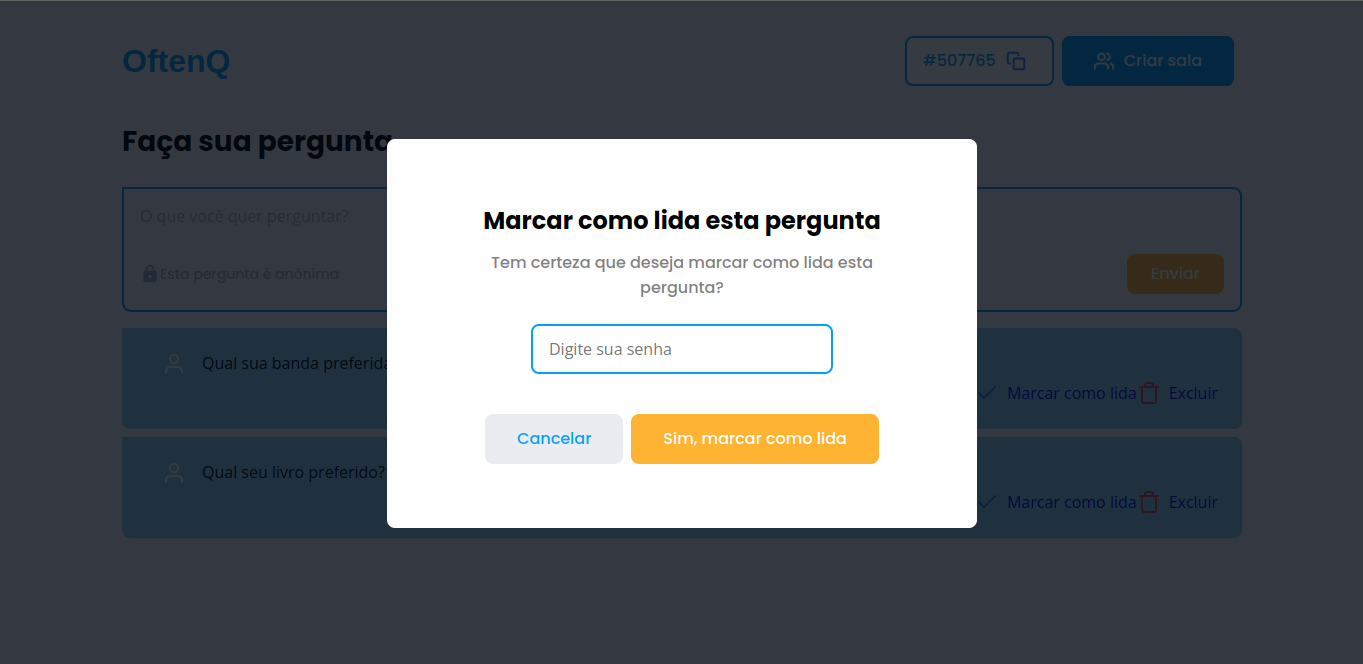 OftenQ
#507765
Criar sala
Faça sua pergunta
O que você quer perguntar?
Esta pergunta é anônima
Enviar
Marcar como lida esta pergunta
Tem certeza que deseja marcar como lida esta
pergunta?
Digite sua senha
Cancelar
Sim, marcar como lida
Qual sua banda preferida
Marcar como lida
Excluir
Qual seu livro preferido?
Marcar como lida
Excluir